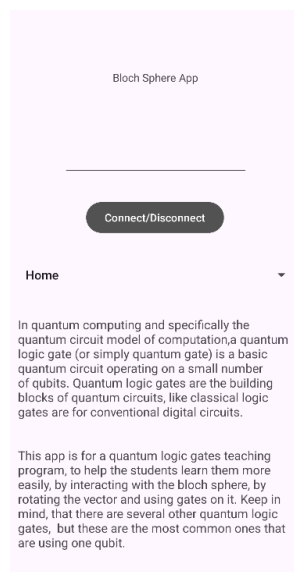 Bloch Sphere App
Connect/Disconnect
Home
In quantum computing and specifically the
quantum circuit model of computation,a quantum
logic gate (or simply quantum gate) is a basic
quantum circuit operating on a small number
of qubits. Quantum logic gates are the building
blocks of quantum circuits, like classical logic
gates are for conventional digital circuits.
This app is for a quantum logic gates teaching
program, to help the students learn them more
easily, by interacting with the bloch sphere, by
rotating the vector and using gates on it. Keep in
mind, that there are several other quantum logic
gates,  but these are the most common ones that
are using one qubit.